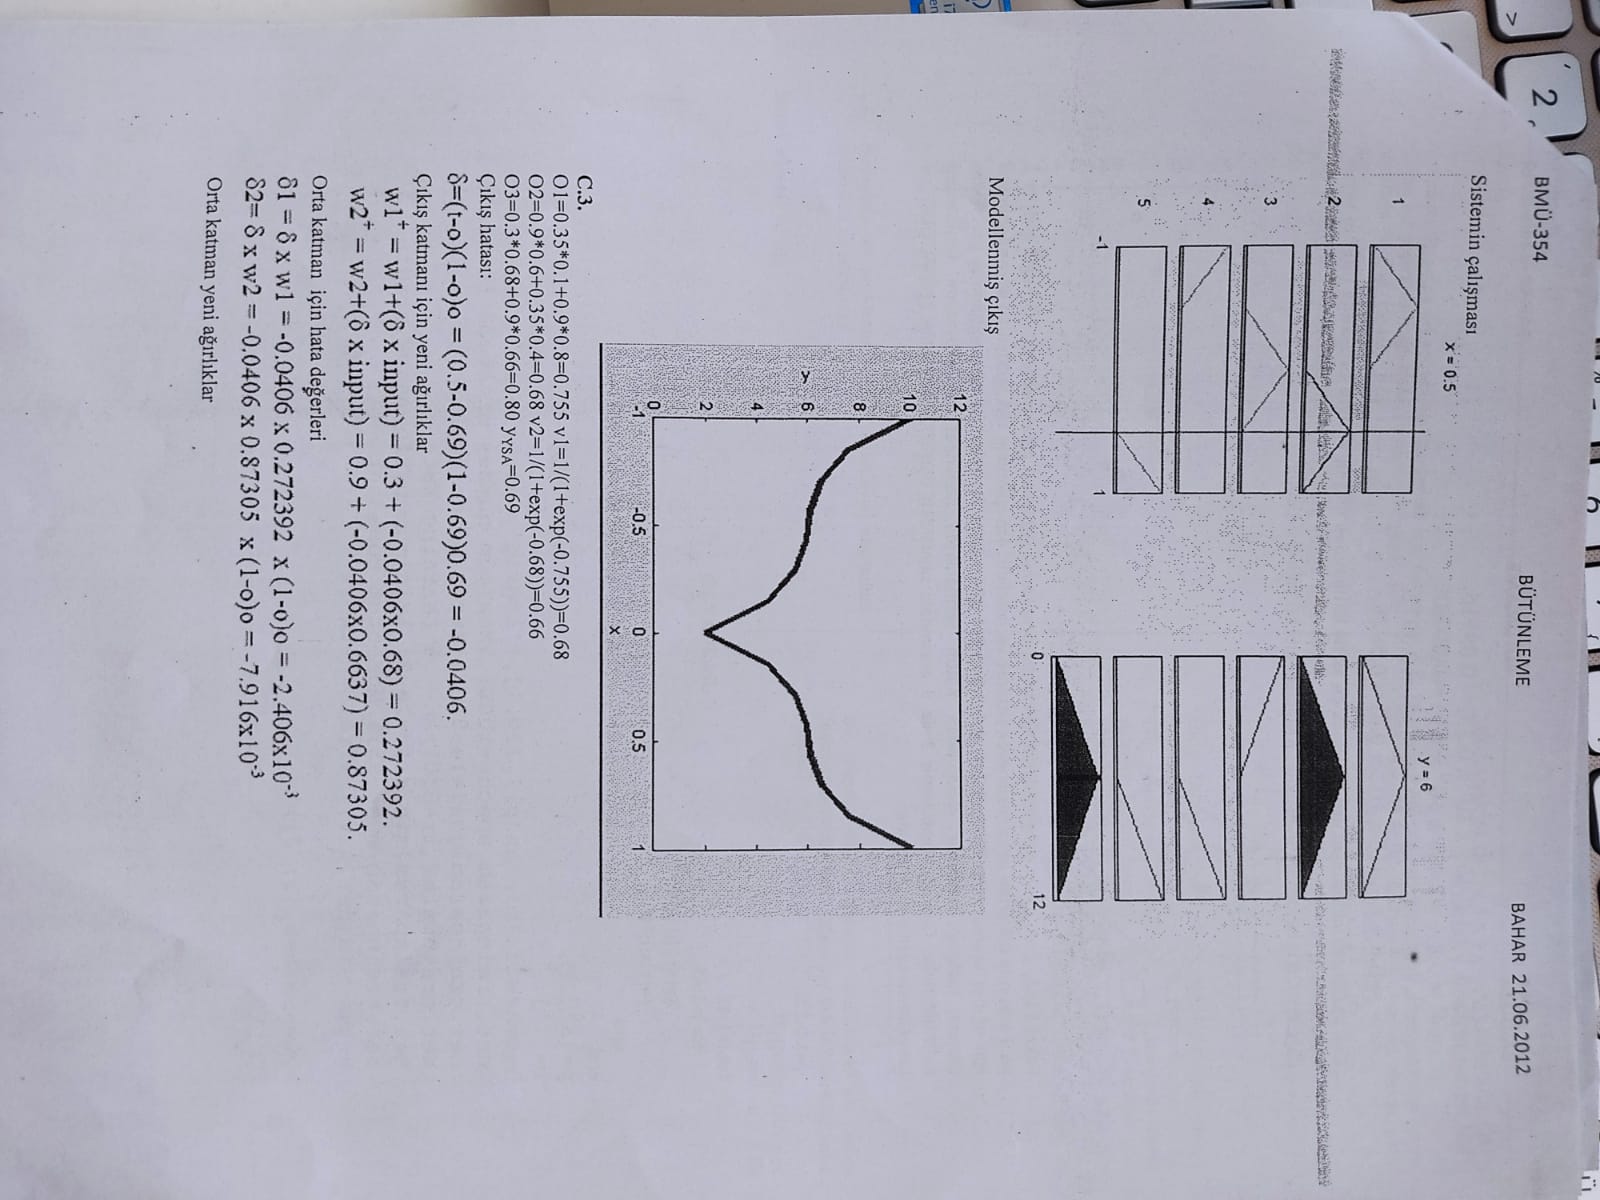 BMÜ-354 BÜTÜNLEME BAHAR 21.06.2012
Sistemin çalışması
x = 0.5 y = 6
1
2
3
4
5
-1 1
0 12
Modellenmiş çıkış
12
10
8
6
4
2
0
y
-1 -0.5 0 0.5 1
x
C.3.
O1=0.35*0.1+0.9*0.8=0.755 v1=1/(1+exp(-0.755))=0.68
O2=0.9*0.6+0.35*0.4=0.68 v2=1/(1+exp(-0.68))=0.66
O3=0.3*0.68+0.9*0.66=0.80 yYSA=0.69
Çıkış hatası:
δ=(t-o)(1-o)o = (0.5-0.69)(1-0.69)0.69 = -0.0406.
Çıkış katmanı için yeni ağırlıklar
w1⁺ = w1+(δ x input) = 0.3 + (-0.0406x0.68) = 0.272392.
w2⁺ = w2+(δ x input) = 0.9 + (-0.0406x0.6637) = 0.87305.
Orta katman için hata değerleri
δ1 = δ x w1 = -0.0406 x 0.272392 x (1-o)o = -2.406x10⁻³
δ2= δ x w2 = -0.0406 x 0.87305 x (1-o)o = -7.916x10⁻³
Orta katman yeni ağırlıklar
2
>
i7